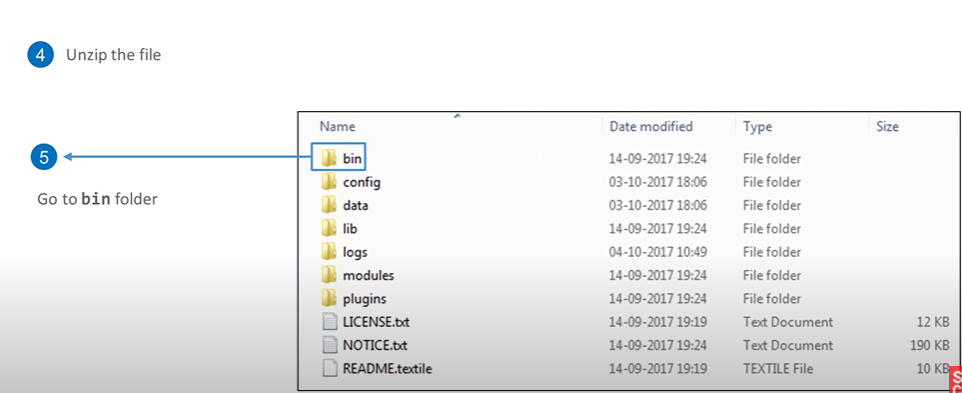 4 Unzip the file
5
Go to bin folder
Name Date modified Type Size
bin 14-09-2017 19:24 File folder
config 03-10-2017 18:06 File folder
data 03-10-2017 18:06 File folder
lib 14-09-2017 19:24 File folder
logs 04-10-2017 10:49 File folder
modules 14-09-2017 19:24 File folder
plugins 14-09-2017 19:24 File folder
LICENSE.txt 14-09-2017 19:19 Text Document 12 KB
NOTICE.txt 14-09-2017 19:24 Text Document 190 KB
README.textile 14-09-2017 19:19 TEXTILE File 10 KB